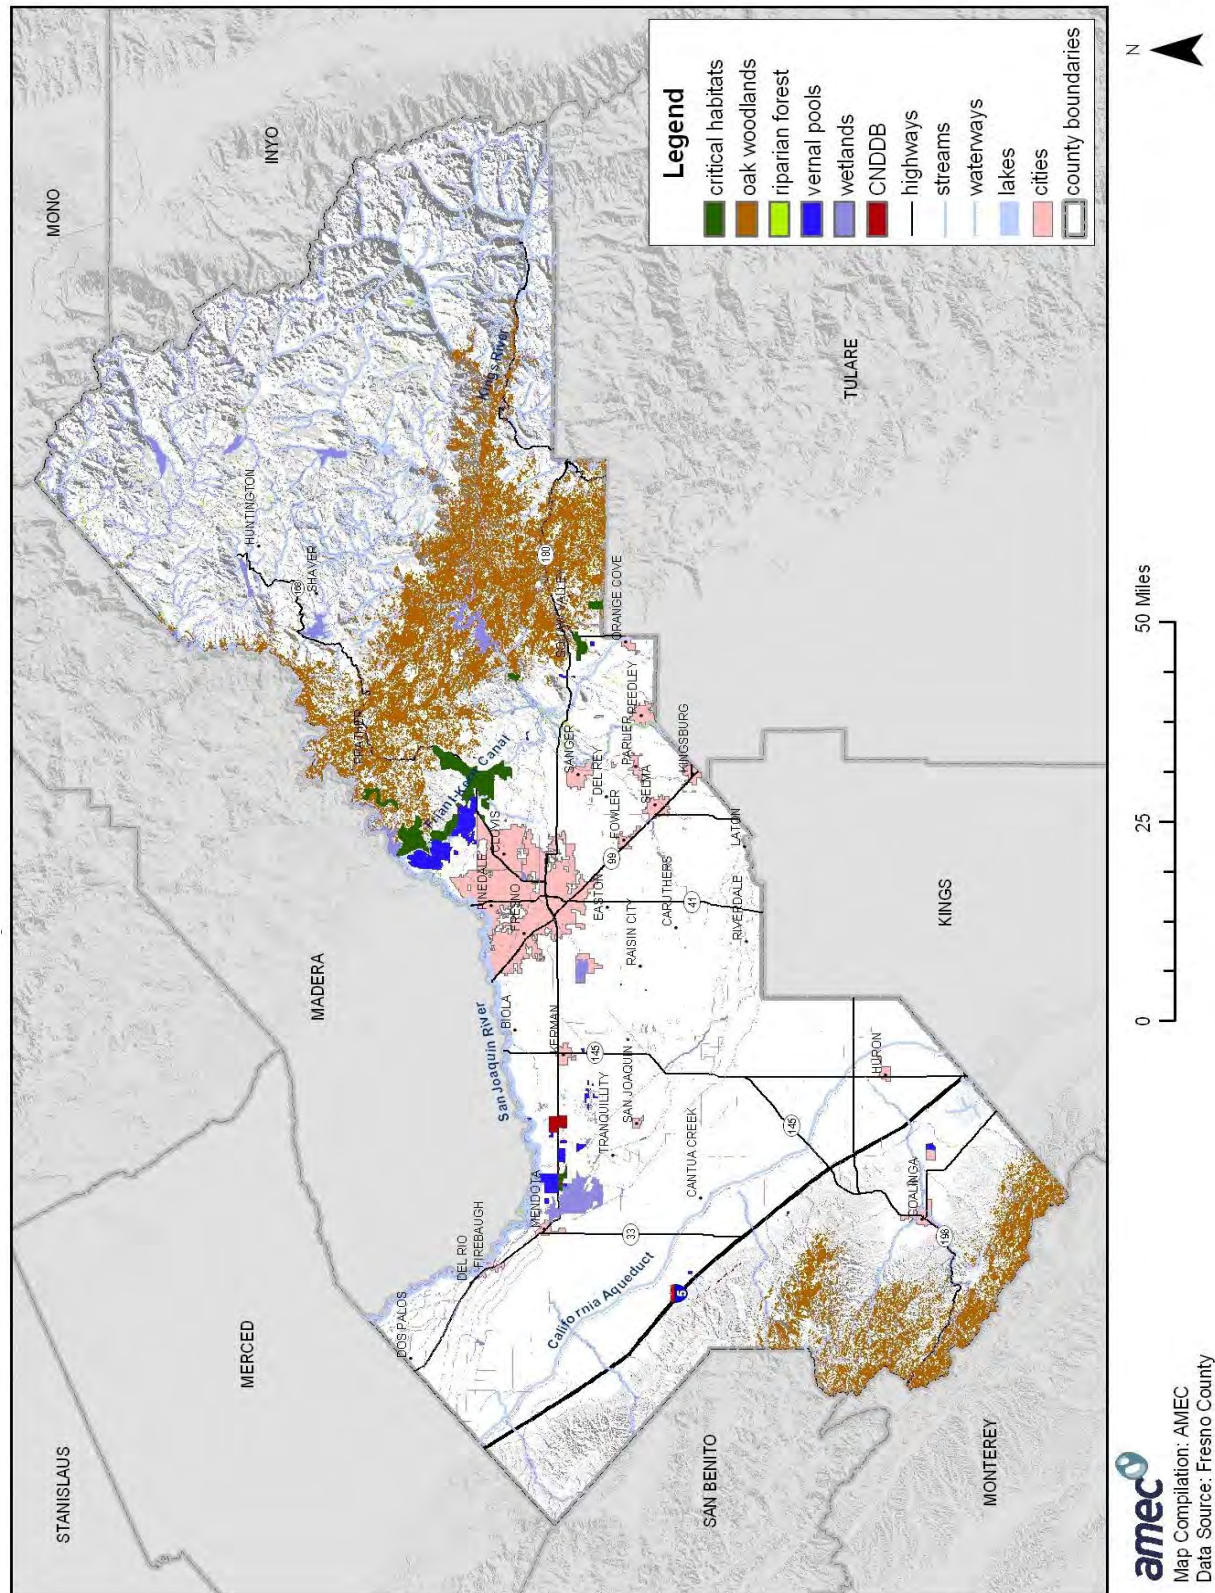 MONO
INYO
STANISLAUS
MERCED
MADERA
TULARE
KINGS
SAN BENITO
MONTEREY
HUNTINGTON
168
SHAVER
Kings River
PRATHER
Friant-Kern Canal
180
ORANGE COVE
San Joaquin River
PINEDALE
CLOVIS
FRESNO
SANGER
DEL REY
PARLIER
REEDLEY
BIOLA
KERMAN
EASTON
FOWLER
99
SELMA
KINGSBURG
DOS PALOS
DEL RIO
FIREBAUGH
MENDOTA
145
RAISIN CITY
CARUTHERS
41
LATON
RIVERDALE
TRANQUILLITY
SAN JOAQUIN
33
CANTUA CREEK
California Aqueduct
5
145
HURON
COALINGA
198
Legend
critical habitats
oak woodlands
riparian forest
vernal pools
wetlands
CNDDB
highways
streams
waterways
lakes
cities
county boundaries
N
0 25 50 Miles
amec
Map Compilation: AMEC
Data Source: Fresno County